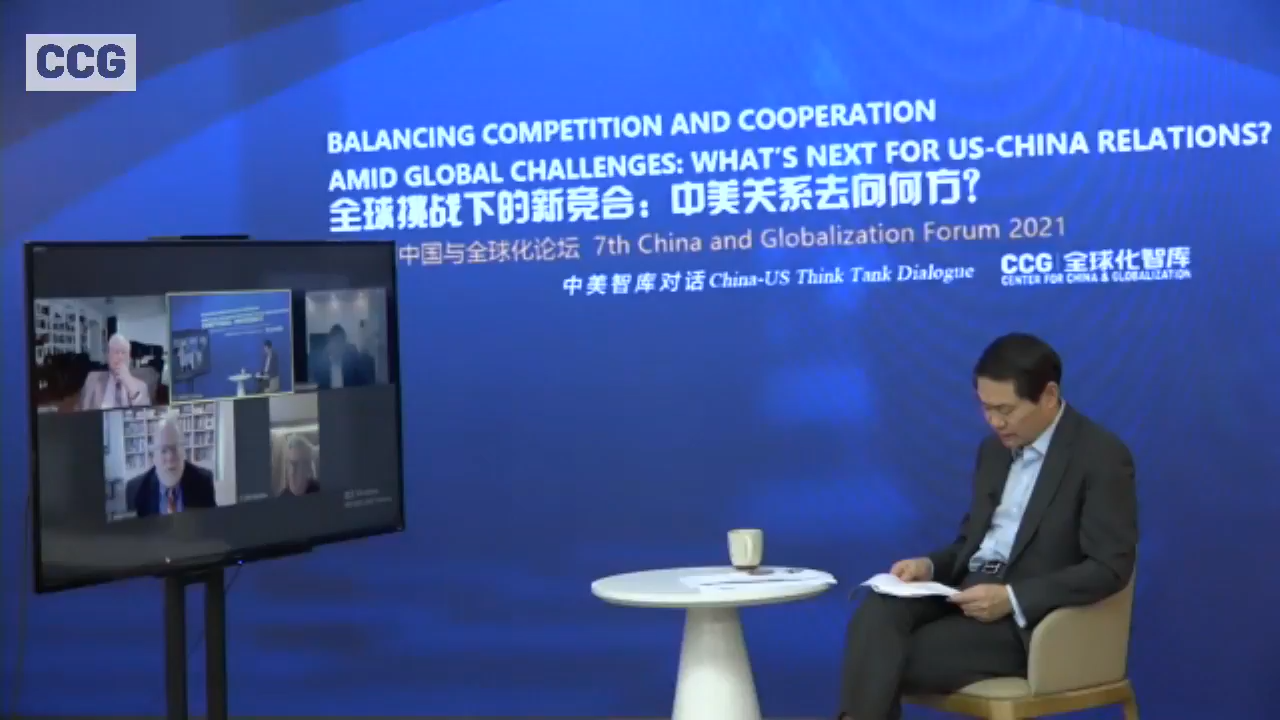 CCG
BALANCING COMPETITION AND COOPERATION
AMID GLOBAL CHALLENGES: WHAT'S NEXT FOR US-CHINA RELATIONS?
全球挑战下的新竞合：中美关系去向何方？
中国与全球化论坛 7th China and Globalization Forum 2021
中美智库对话 China-US Think Tank Dialogue
CCG 全球化智库
CENTER FOR CHINA & GLOBALIZATION